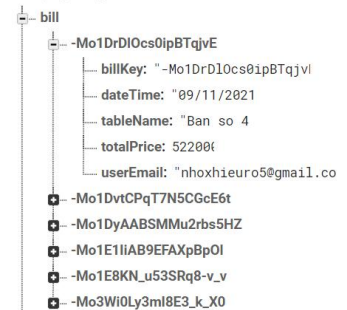 bill
-Mo1DrDlOcs0ipBTqjvE
billKey: "-Mo1DrDlOcs0ipBTqjvl
dateTime: "09/11/2021
tableName: "Ban so 4
totalPrice: 522000
userEmail: "nhoxhieuro5@gmail.co
-Mo1DvtCPqT7N5CGcE6t
-Mo1DyAABSMMu2rbs5HZ
-Mo1E1liAB9EFAXpBpOl
-Mo1E8KN_u53SRq8-v_v
-Mo3Wi0Ly3ml8E3_k_X0